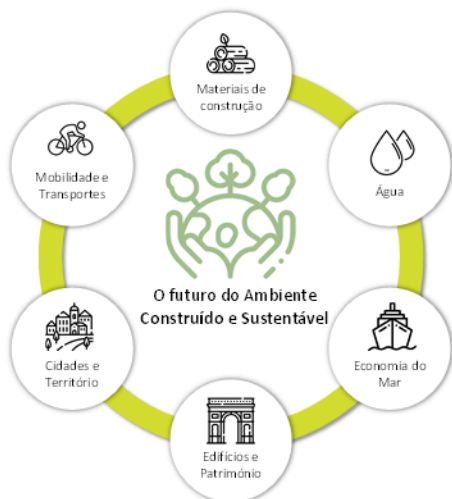 Materiais de
construção
Mobilidade e
Transportes
Água
O futuro do Ambiente
Construído e Sustentável
Cidades e
Território
Economia do
Mar
Edifícios e
Património